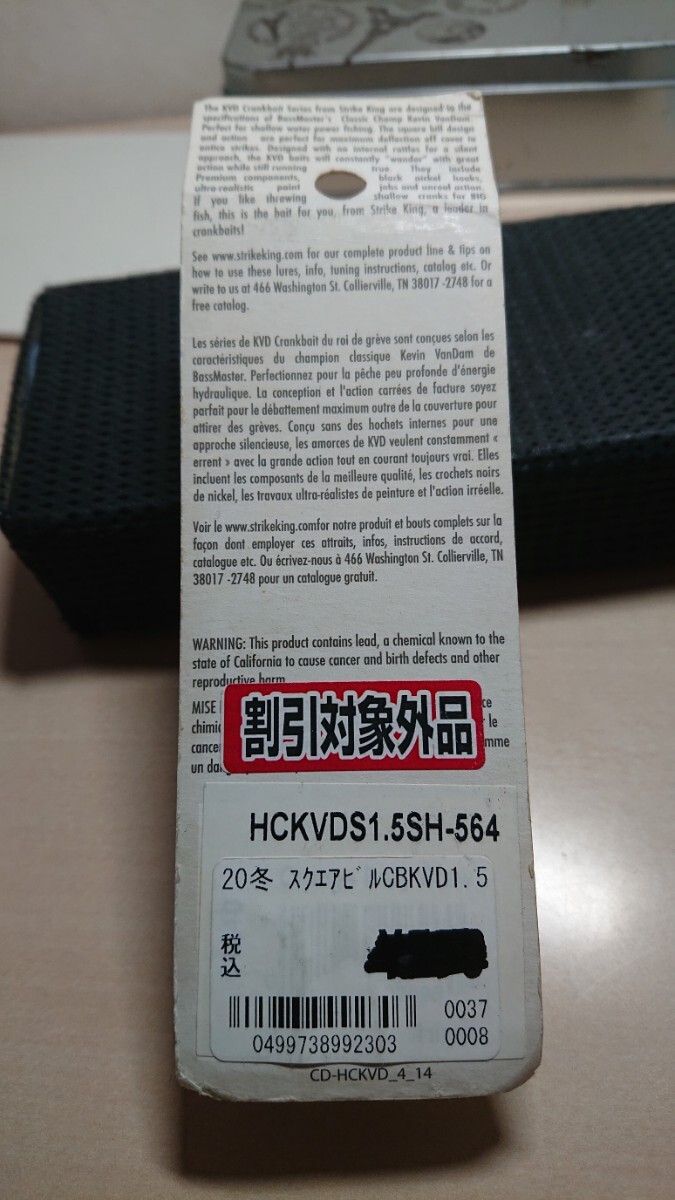 The KVD Crankbait Series from Strike King are designed to the
specifications of BassMaster's Classic Champ Kevin VanDam.
Perfect for shallow water power fishing. The square bill design
and action are perfect for maximum deflection off cover to
entice strikes. Designed with no internal rattles for a silent
approach, the KVD baits will constantly "wander" with great
action while still running true. They include
Premium components, black nickel hooks,
ultra-realistic paint jobs and unreal action.
If you like throwing shallow cranks for BIG
fish, this is the bait for you, from Strike King, a leader in
crankbaits!
See www.strikeking.com for our complete product line & tips on
how to use these lures, info, tuning instructions, catalog etc. Or
write to us at 466 Washington St. Collierville, TN 38017 -2748 for a
free catalog.
Les séries de KVD Crankbait du roi de grève sont conçues selon les
caractéristiques du champion classique Kevin VanDam de
BassMaster. Perfectionnez pour la pêche peu profonde d'énergie
hydraulique. La conception et l'action carrées de facture soyez
parfait pour le débattement maximum outre de la couverture pour
attirer des grèves. Conçu sans des hochets internes pour une
approche silencieuse, les amorces de KVD veulent constamment «
errent » avec la grande action tout en courant toujours vrai. Elles
incluent les composants de la meilleure qualité, les crochets noirs
de nickel, les travaux ultra-réalistes de peinture et l'action irréelle.
Voir le www.strikeking.comfor notre produit et bouts complets sur la
façon dont employer ces attraits, infos, instructions de accord,
catalogue etc. Ou écrivez-nous à 466 Washington St. Collierville, TN
38017 -2748 pour un catalogue gratuit.
WARNING: This product contains lead, a chemical known to the
state of California to cause cancer and birth defects and other
reproductive harm
MISE
割引対象外品
le
un
HCKVDS1.5SH-564
20冬 スクエアビルCBKVD1.5
税込
0037
0499738992303 0008
CD-HCKVD_4_14